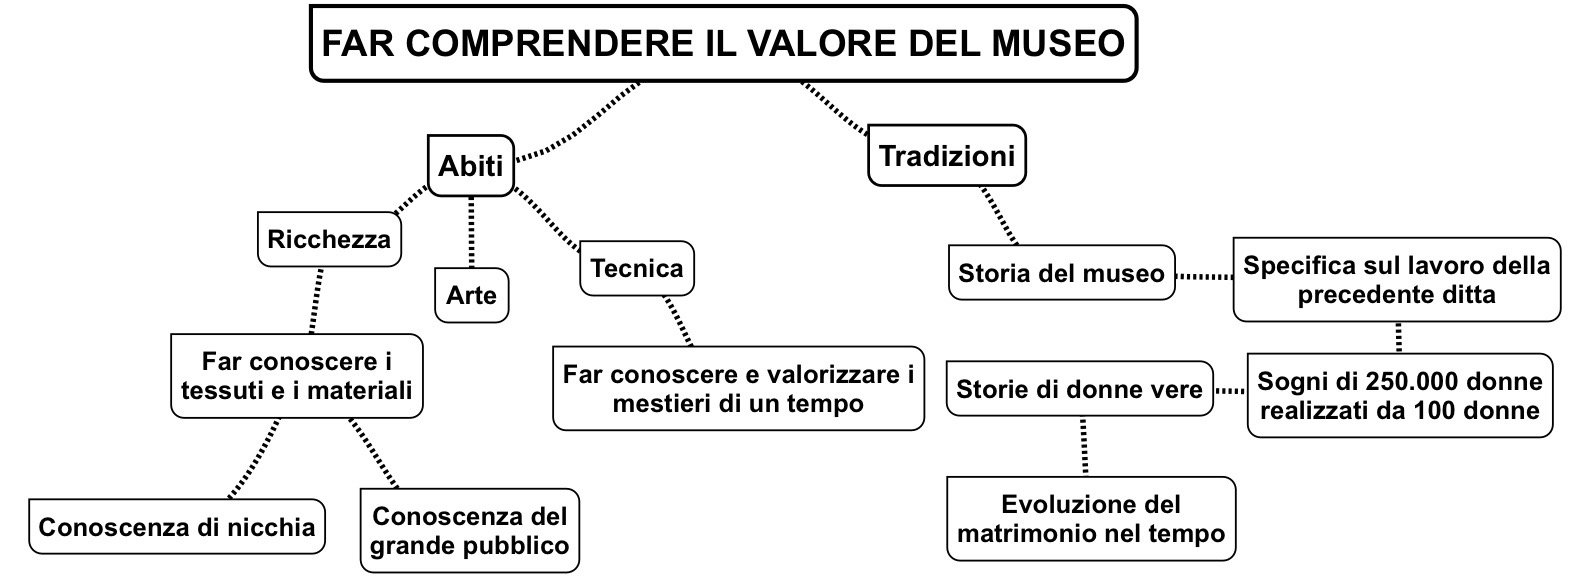 FAR COMPRENDERE IL VALORE DEL MUSEO
Abiti
Tradizioni
Ricchezza
Arte
Tecnica
Storia del museo
Specifica sul lavoro della
precedente ditta
Far conoscere i
tessuti e i materiali
Far conoscere e valorizzare i
mestieri di un tempo
Storie di donne vere
Sogni di 250.000 donne
realizzati da 100 donne
Conoscenza di nicchia
Conoscenza del
grande pubblico
Evoluzione del
matrimonio nel tempo